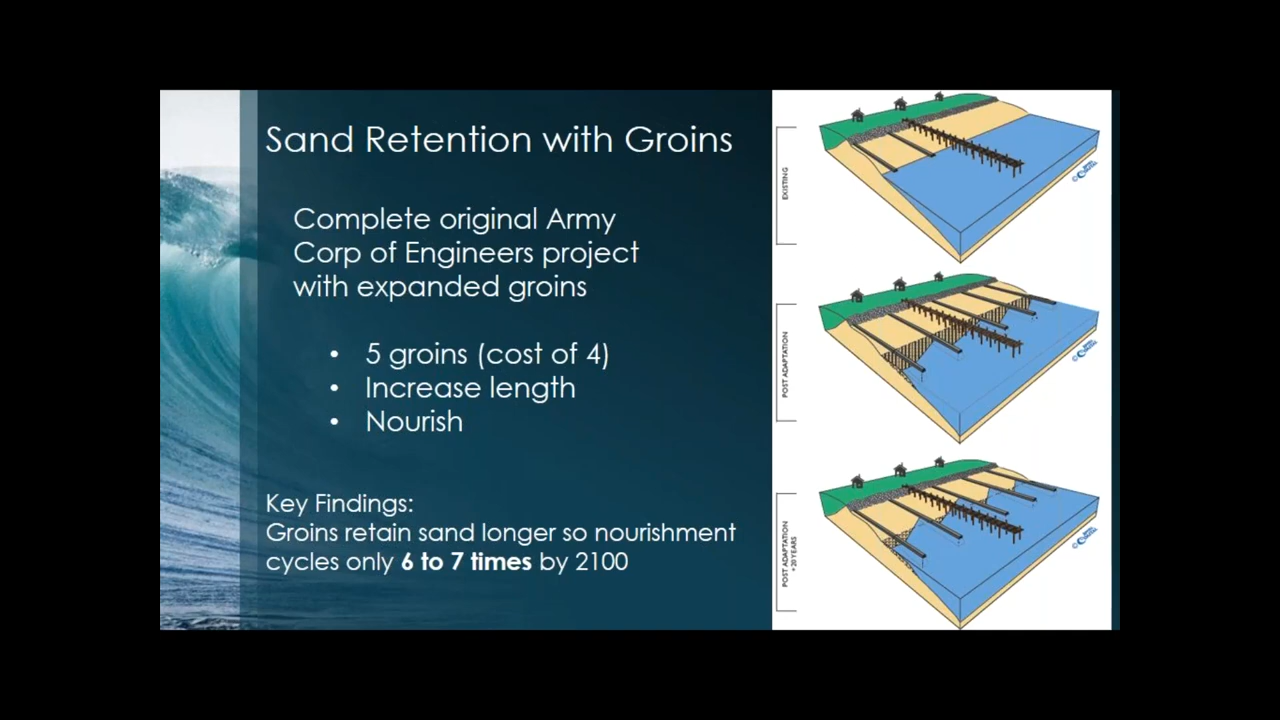 Sand Retention with Groins
Complete original Army
Corp of Engineers project
with expanded groins
• 5 groins (cost of 4)
• Increase length
• Nourish
Key Findings:
Groins retain sand longer so nourishment
cycles only 6 to 7 times by 2100
EXISTING
POST ADAPTATION
POST ADAPTATION
+20 YEARS